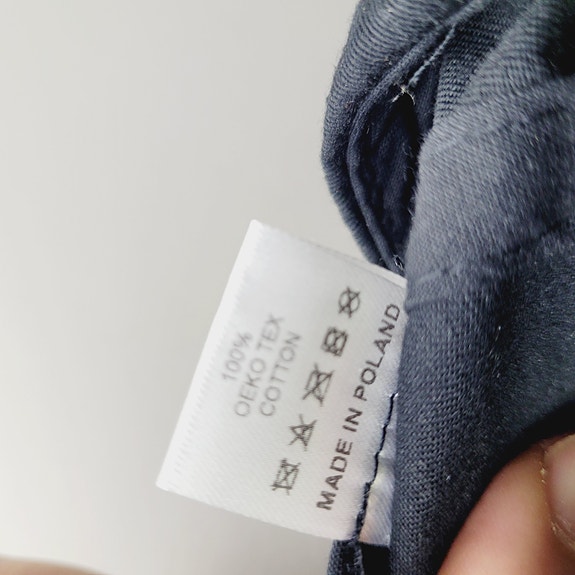 100%
OEKO TEX
COTTON
MADE IN POLAND